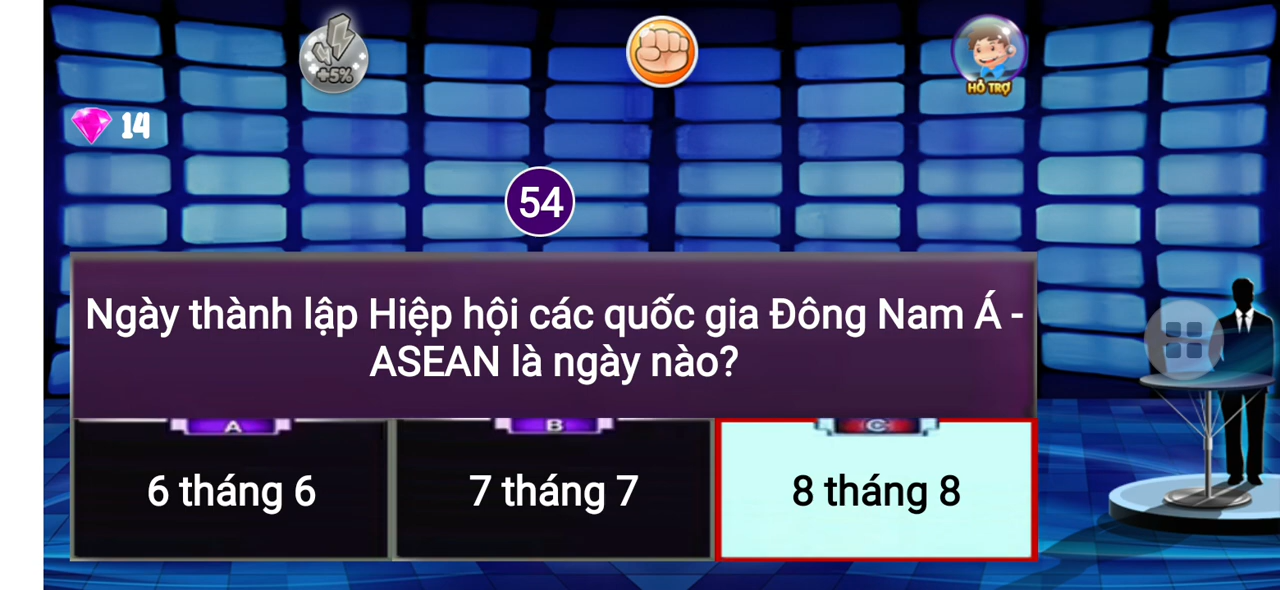 +5%
HỖ TRỢ
14
54
Ngày thành lập Hiệp hội các quốc gia Đông Nam Á -
ASEAN là ngày nào?
A B C
6 tháng 6 7 tháng 7 8 tháng 8